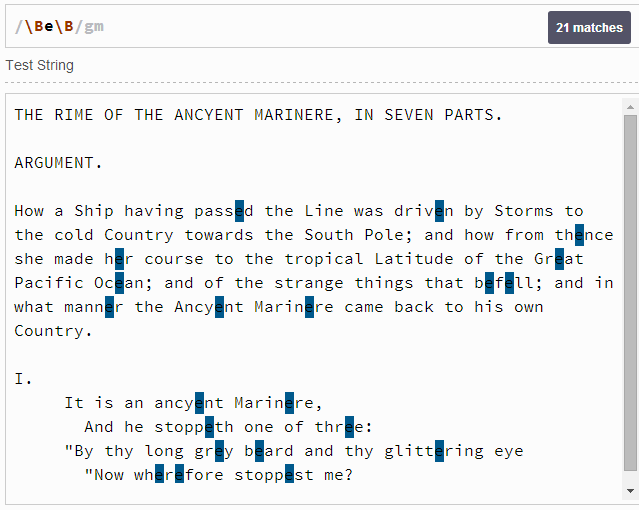 /\Be\B/gm
21 matches
Test String
THE RIME OF THE ANCYENT MARINERE, IN SEVEN PARTS.
ARGUMENT.
How a Ship having passed the Line was driven by Storms to
the cold Country towards the South Pole; and how from thence
she made her course to the tropical Latitude of the Great
Pacific Ocean; and of the strange things that befell; and in
what manner the Ancyent Marinere came back to his own
Country.
I.
It is an ancyent Marinere,
And he stoppeth one of three:
"By thy long grey beard and thy glittering eye
"Now wherefore stoppest me?